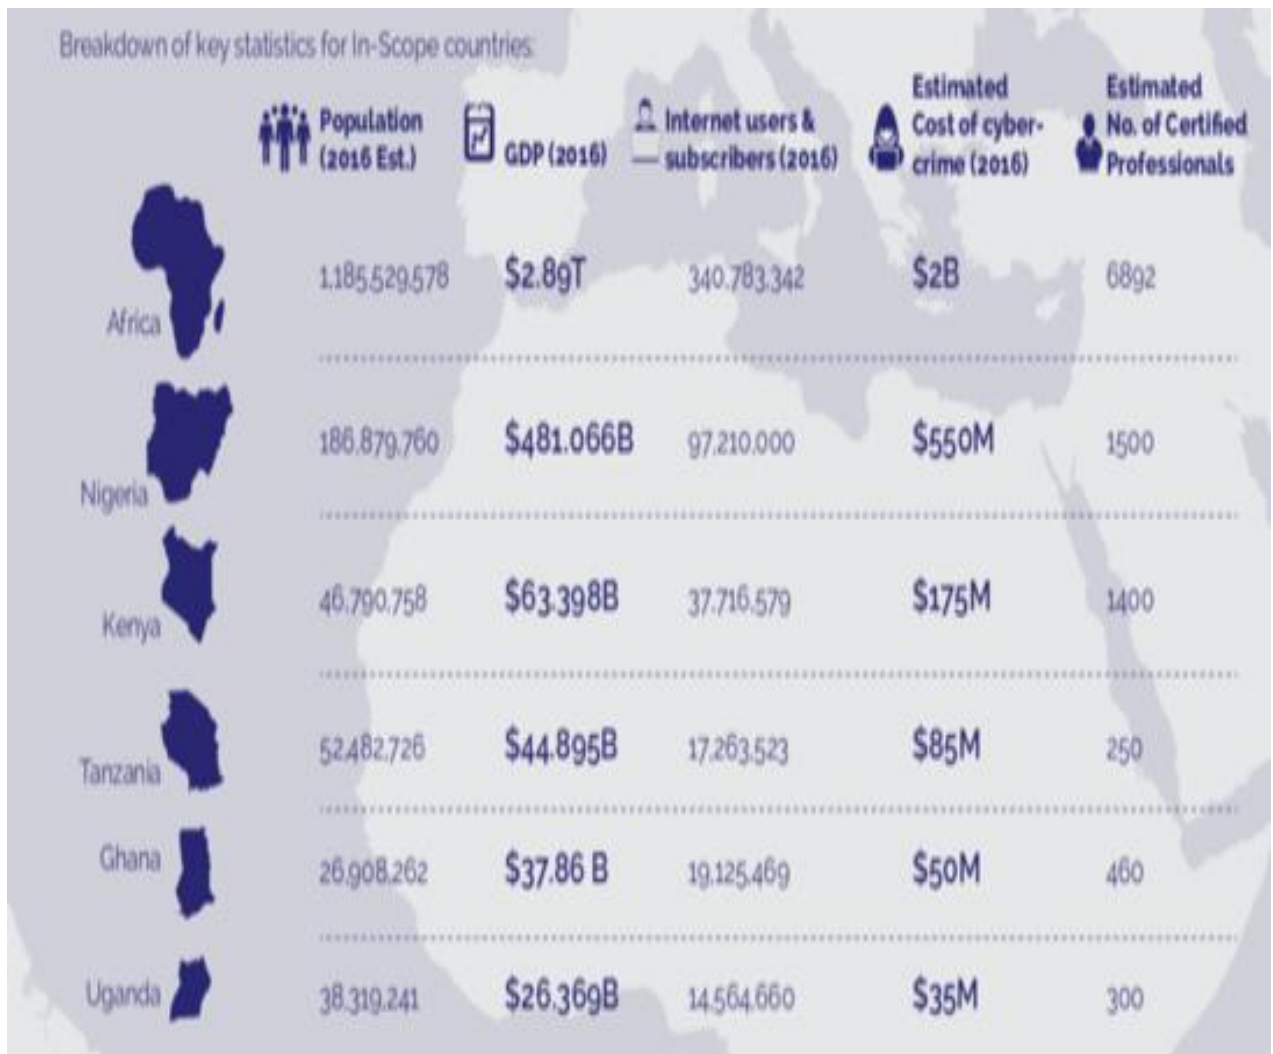 Breakdown of key statistics for In-Scope countries:
Population
(2016 Est.)
GDP (2016)
Internet users &
subscribers (2016)
Estimated
Cost of cyber-
crime (2016)
Estimated
No. of Certified
Professionals
Africa
1.185.529.578
$2.89T
340.783.342
$2B
6892
Nigeria
186.879.760
$481.066B
97.210.000
$550M
1500
Kenya
46.790.758
$63.398B
37.716.579
$175M
1400
Tanzania
52.482.726
$44.895B
17.263.523
$85M
250
Ghana
26.908.262
$37.86 B
19.125.469
$50M
460
Uganda
38.319.241
$26.369B
14.564.660
$35M
300